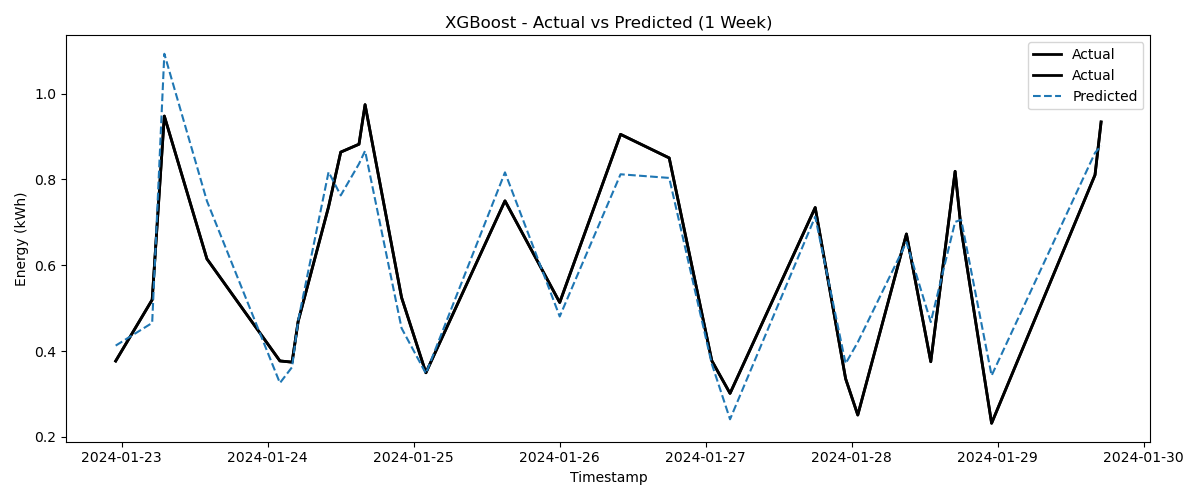 XGBoost - Actual vs Predicted (1 Week)
Actual
Actual
Predicted
Energy (kWh)
1.0
0.8
0.6
0.4
0.2
2024-01-23 2024-01-24 2024-01-25 2024-01-26 2024-01-27 2024-01-28 2024-01-29 2024-01-30
Timestamp